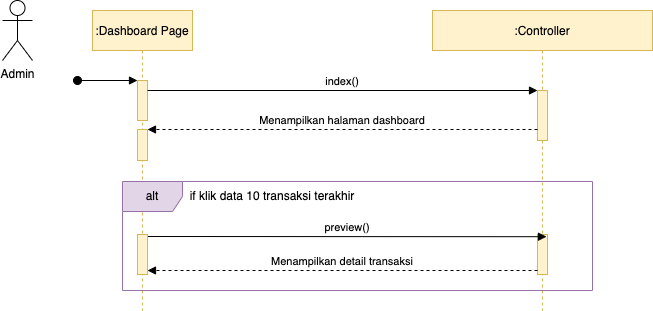 :Dashboard Page
:Controller
Admin
index()
Menampilkan halaman dashboard
alt
if klik data 10 transaksi terakhir
preview()
Menampilkan detail transaksi